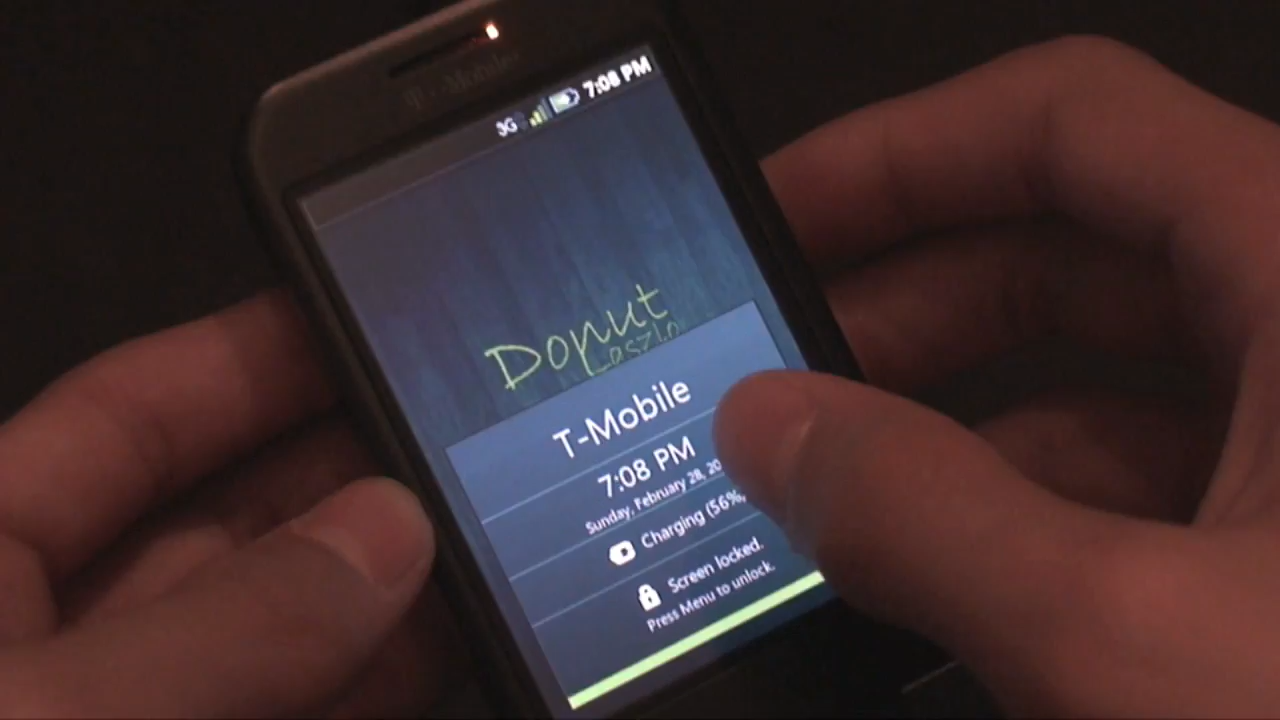 T-Mobile
3G 7:08 PM
Donut
Leszlo
T-Mobile
7:08 PM
Sunday, February 28, 20
Charging (56%,
Screen locked.
Press Menu to unlock.